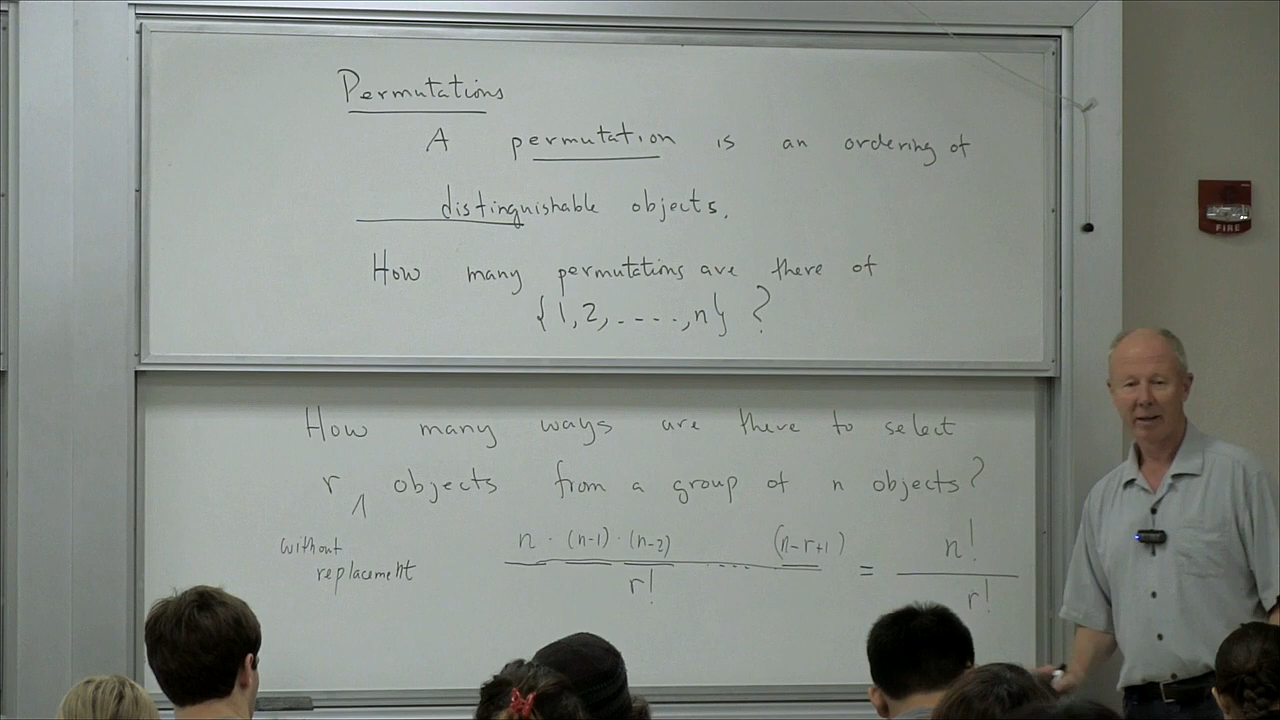 Permutations
A permutation is an ordering of
distinguishable objects.
How many permutations are there of
{1, 2, ....., n} ?
How many ways are there to select
r ∧ objects from a group of n objects?
without
replacement
n · (n-1) · (n-2) .... (n-r+1) / r! = n! / r!
FIRE